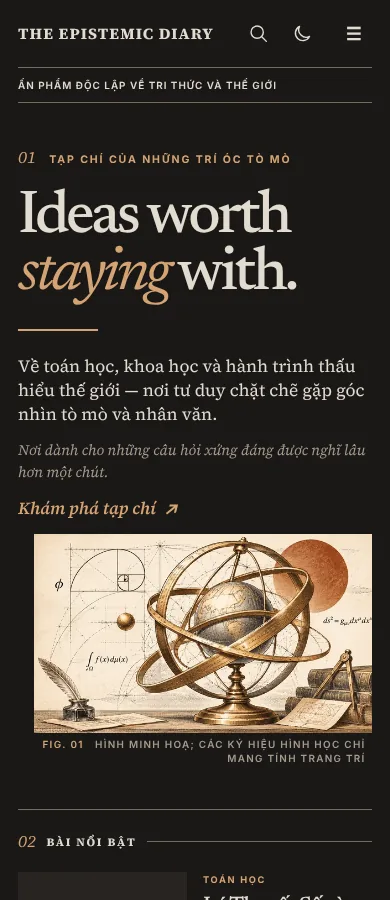 THE EPISTEMIC DIARY
ẤN PHẨM ĐỘC LẬP VỀ TRI THỨC VÀ THẾ GIỚI
01 TẠP CHÍ CỦA NHỮNG TRÍ ÓC TÒ MÒ
Ideas worth
staying with.
Về toán học, khoa học và hành trình thấu
hiểu thế giới — nơi tư duy chặt chẽ gặp góc
nhìn tò mò và nhân văn.
Nơi dành cho những câu hỏi xứng đáng được nghĩ lâu
hơn một chút.
Khám phá tạp chí ↗
ϕ
∫Ω f(x)dμ(x)
FIG. 01 HÌNH MINH HOẠ; CÁC KÝ HIỆU HÌNH HỌC CHỈ
MANG TÍNH TRANG TRÍ
02 BÀI NỔI BẬT
TOÁN HỌC